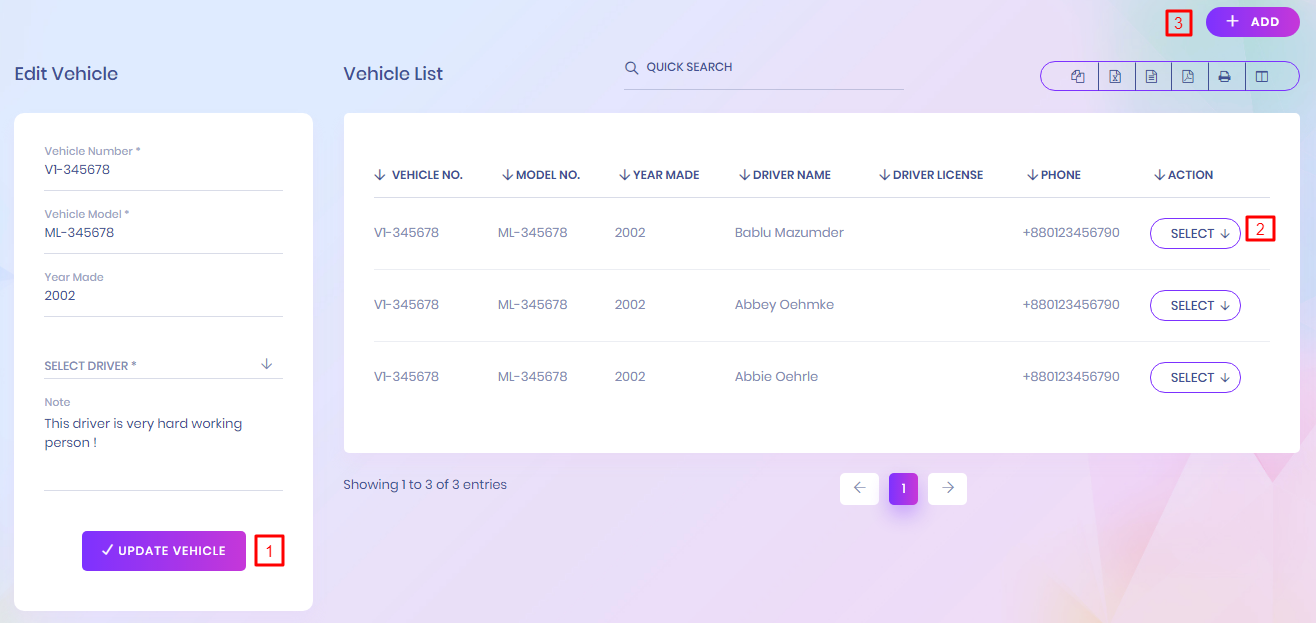 3
+ ADD
Edit Vehicle
Vehicle List
QUICK SEARCH
Vehicle Number *
V1-345678
Vehicle Model *
ML-345678
Year Made
2002
SELECT DRIVER *
Note
This driver is very hard working
person !
✓ UPDATE VEHICLE
1
VEHICLE NO. MODEL NO. YEAR MADE DRIVER NAME DRIVER LICENSE PHONE ACTION
V1-345678 ML-345678 2002 Bablu Mazumder +880123456790 SELECT
2
V1-345678 ML-345678 2002 Abbey Oehmke +880123456790 SELECT
V1-345678 ML-345678 2002 Abbie Oehrle +880123456790 SELECT
Showing 1 to 3 of 3 entries
1